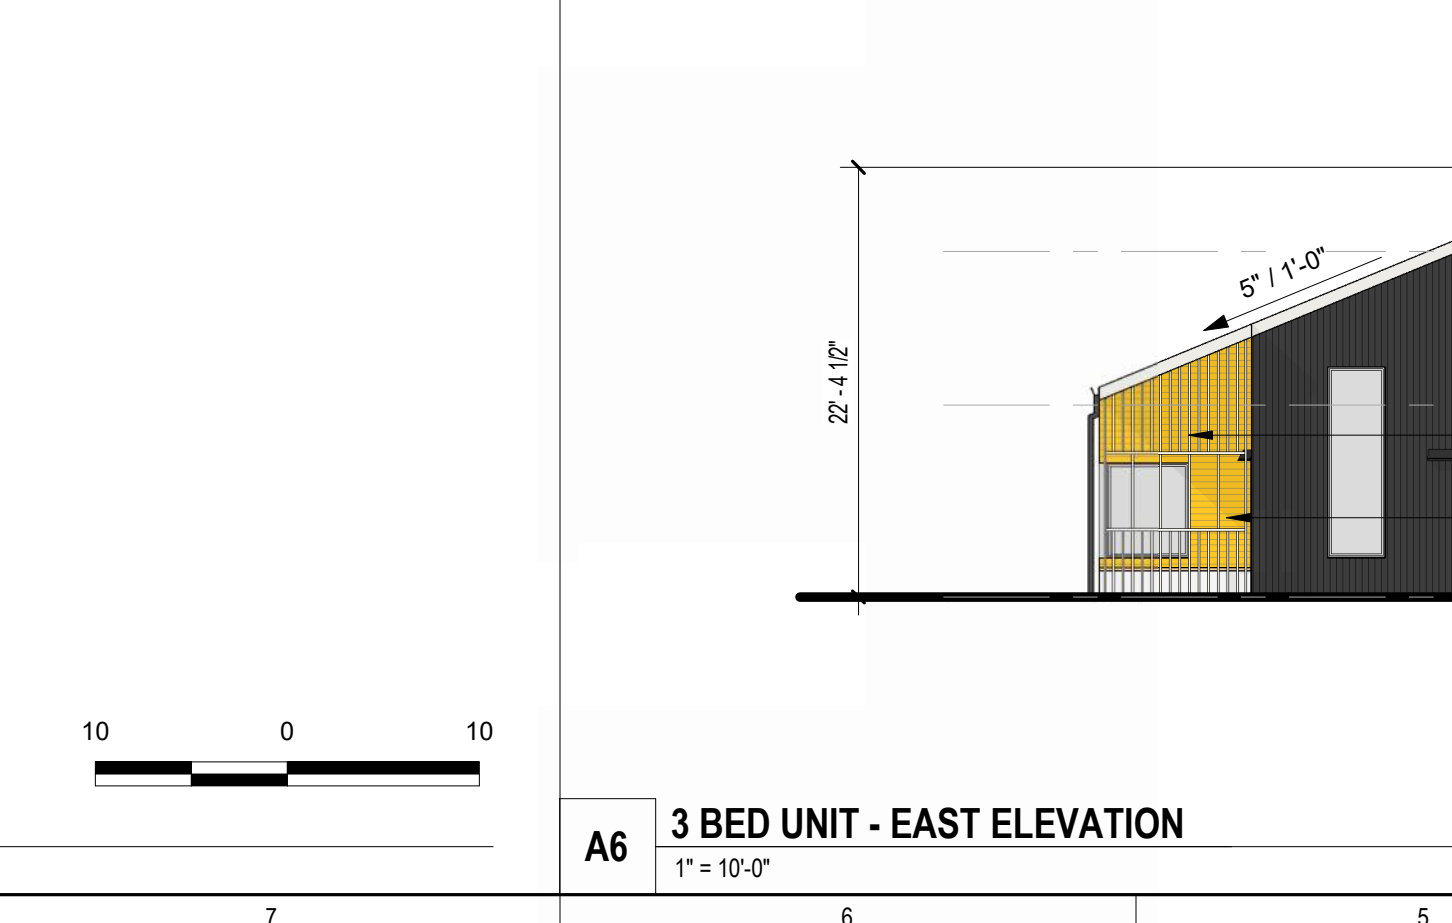 5" / 1'-0"
22' - 4 1/2"
10 0 10
A6
3 BED UNIT - EAST ELEVATION
1" = 10'-0"
7 6 5